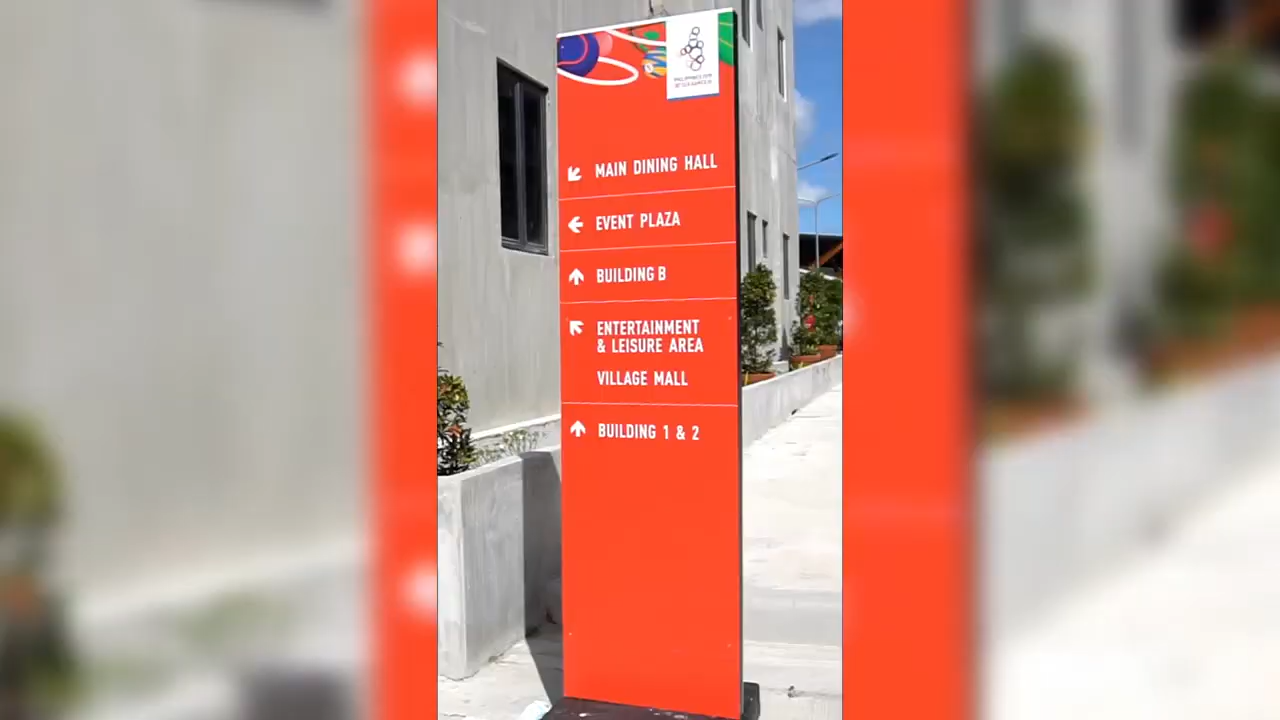 MAIN DINING HALL
EVENT PLAZA
BUILDING B
ENTERTAINMENT
& LEISURE AREA
VILLAGE MALL
BUILDING 1 & 2